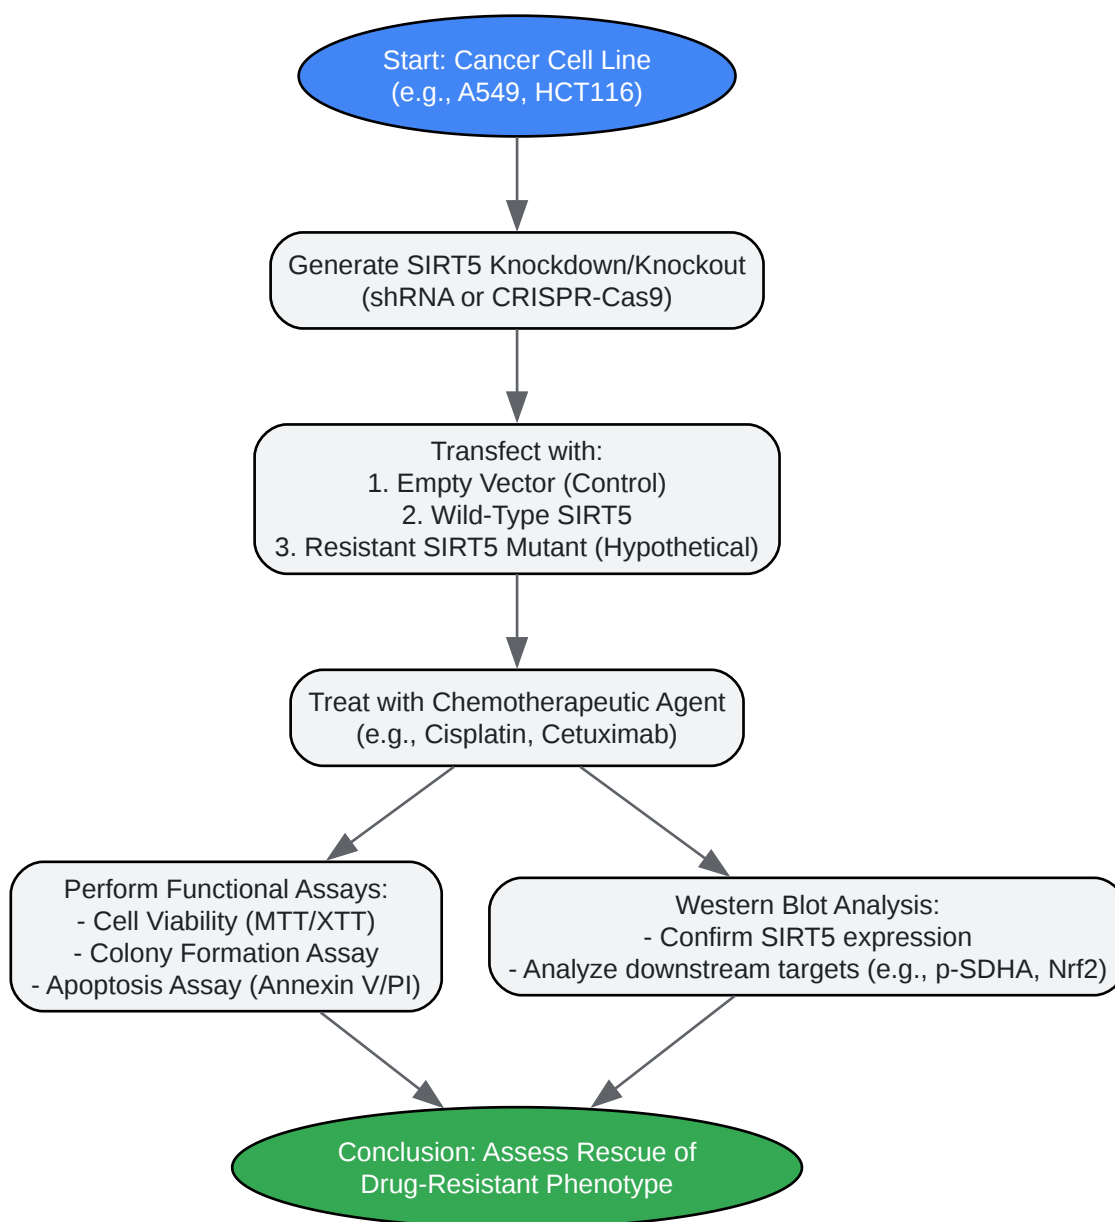 Start: Cancer Cell Line
(e.g., A549, HCT116)
Generate SIRT5 Knockdown/Knockout
(shRNA or CRISPR-Cas9)
Transfect with:
1. Empty Vector (Control)
2. Wild-Type SIRT5
3. Resistant SIRT5 Mutant (Hypothetical)
Treat with Chemotherapeutic Agent
(e.g., Cisplatin, Cetuximab)
Perform Functional Assays:
- Cell Viability (MTT/XTT)
- Colony Formation Assay
- Apoptosis Assay (Annexin V/PI)
Western Blot Analysis:
- Confirm SIRT5 expression
- Analyze downstream targets (e.g., p-SDHA, Nrf2)
Conclusion: Assess Rescue of
Drug-Resistant Phenotype